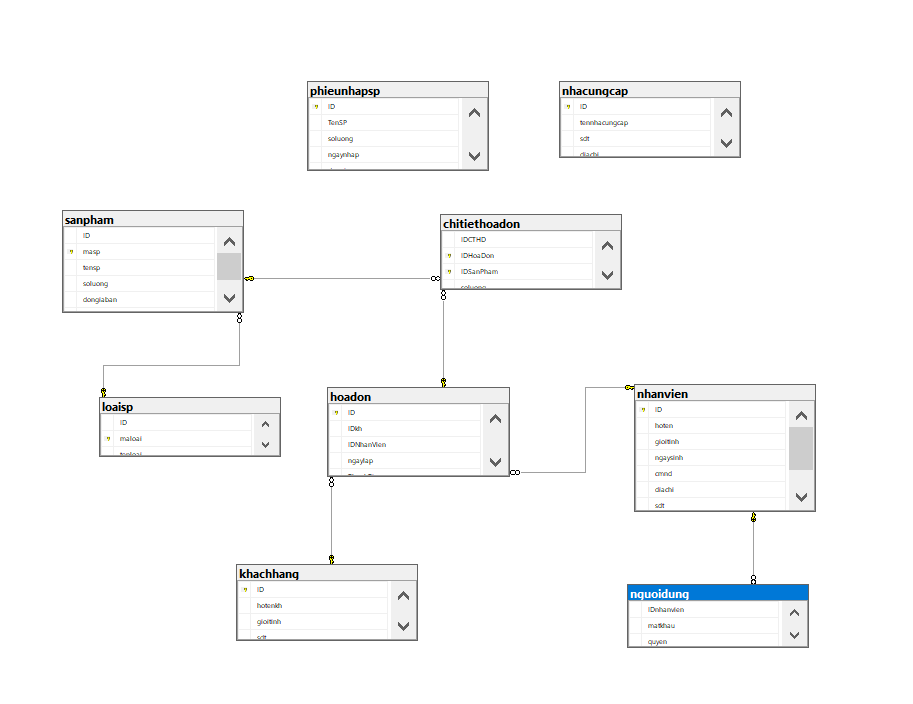 phieunhapsp
ID
TenSP
soluong
ngaynhap
nhacungcap
ID
tennhacungcap
sdt
diachi
sanpham
ID
masp
tensp
soluong
dongiaban
chitiethoadon
IDCTHD
IDHoaDon
IDSanPham
soluong
loaisp
ID
maloai
tenloai
hoadon
ID
IDkh
IDNhanVien
ngaylap
nhanvien
ID
hoten
gioitinh
ngaysinh
cmnd
diachi
sdt
khachhang
ID
hotenkh
gioitinh
sdt
nguoidung
IDnhanvien
matkhau
quyen